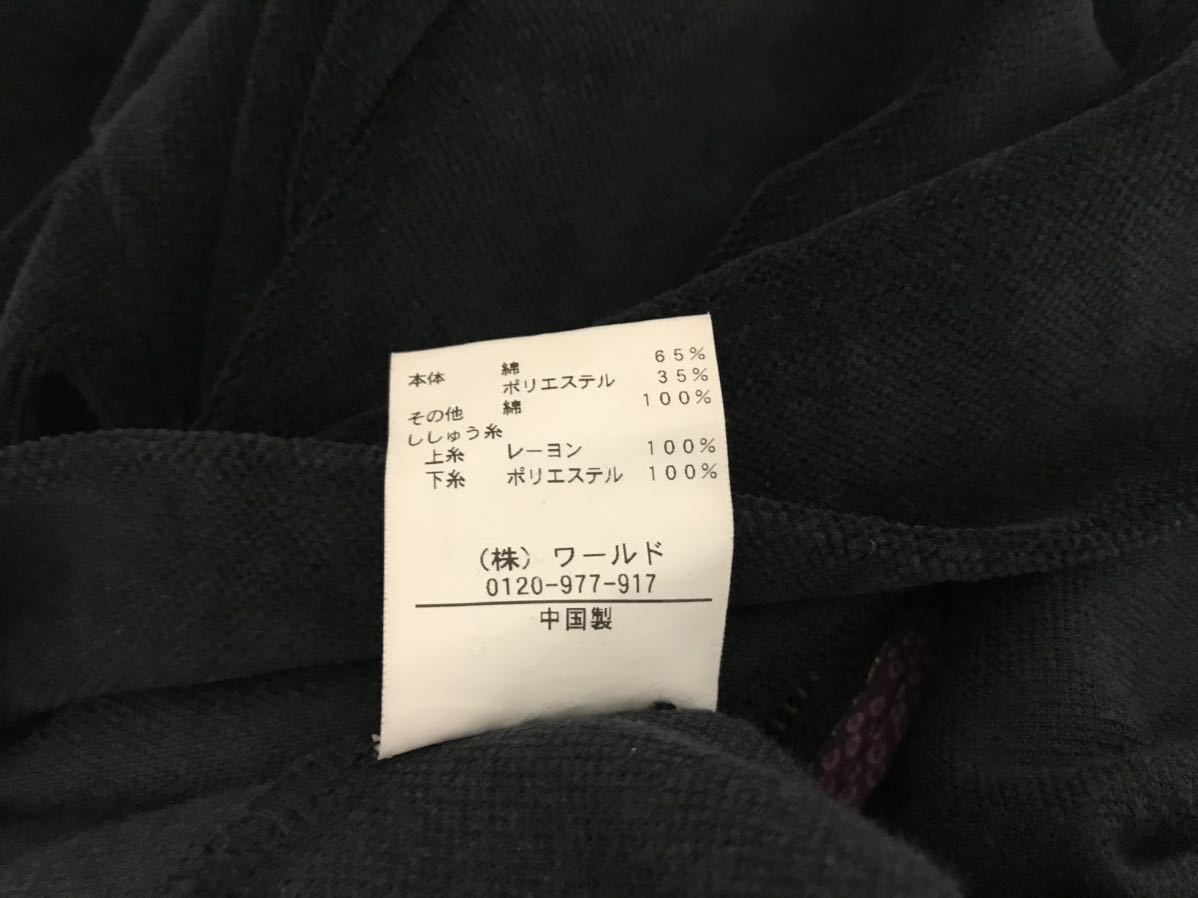 本体 綿 65%
ポリエステル 35%
その他 綿 100%
ししゅう糸
上糸 レーヨン 100%
下糸 ポリエステル 100%
(株) ワールド
0120-977-917
中国製